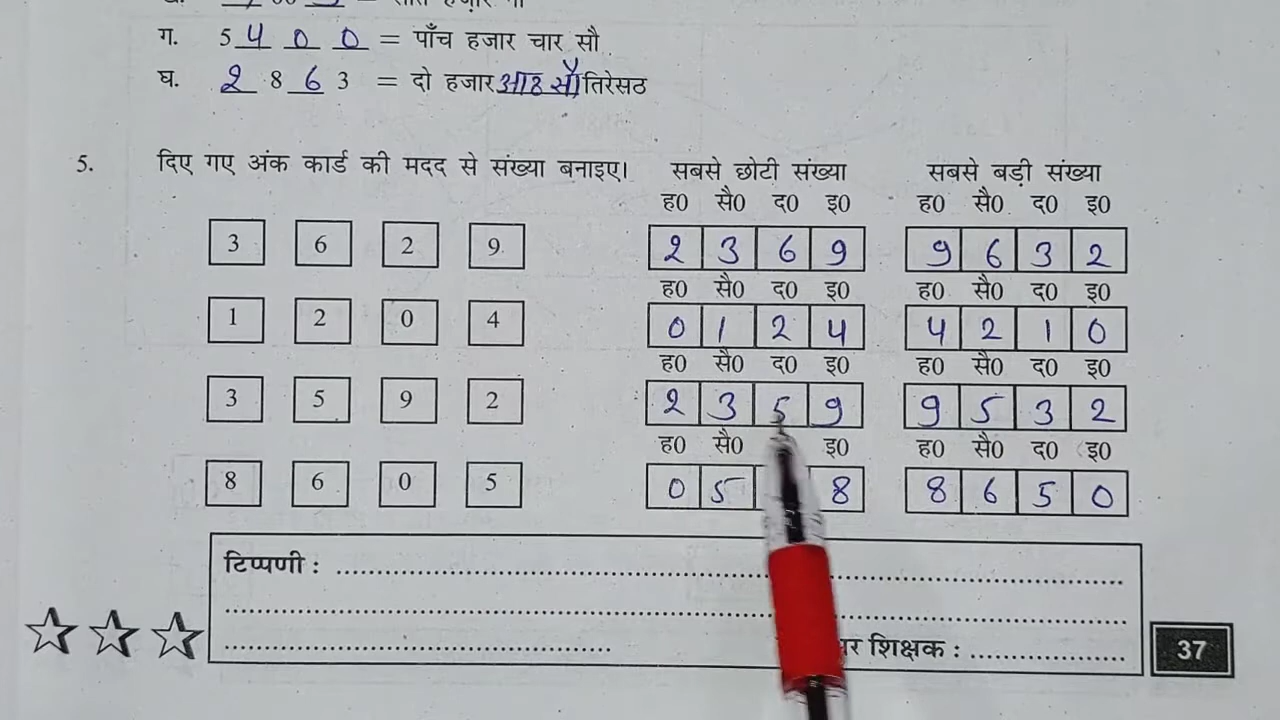 ग. 5 4 0 0 = पाँच हजार चार सौ
घ. 2 8 6 3 = दो हजार आठ सौ तिरेसठ
5. दिए गए अंक कार्ड की मदद से संख्या बनाइए। सबसे छोटी संख्या सबसे बड़ी संख्या
ह0 सै0 द0 इ0 ह0 सै0 द0 इ0
3 6 2 9 2 3 6 9 9 6 3 2
ह0 सै0 द0 इ0 ह0 सै0 द0 इ0
1 2 0 4 0 1 2 4 4 2 1 0
ह0 सै0 द0 इ0 ह0 सै0 द0 इ0
3 5 9 2 2 3 5 9 9 5 3 2
ह0 सै0 इ0 ह0 सै0 द0 इ0
8 6 0 5 0 5 8 8 6 5 0
टिप्पणी :
शिक्षक :
37